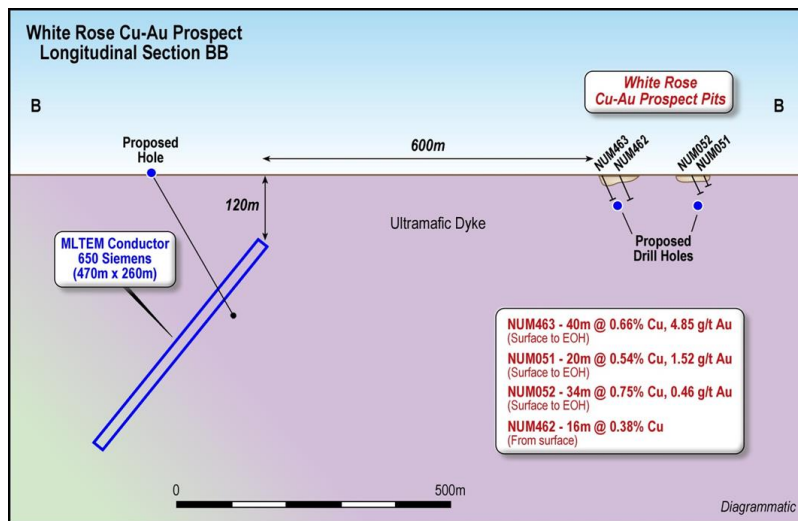 White Rose Cu-Au Prospect
Longitudinal Section BB
White Rose
Cu-Au Prospect Pits
B
B
Proposed
Hole
600m
NUM463
NUM462
NUM052
NUM051
120m
Ultramafic Dyke
Proposed
Drill Holes
MLTEM Conductor
650 Siemens
(470m x 260m)
NUM463 - 40m @ 0.66% Cu, 4.85 g/t Au
(Surface to EOH)
NUM051 - 20m @ 0.54% Cu, 1.52 g/t Au
(Surface to EOH)
NUM052 - 34m @ 0.75% Cu, 0.46 g/t Au
(Surface to EOH)
NUM462 - 16m @ 0.38% Cu
(From surface)
0
500m
Diagrammatic